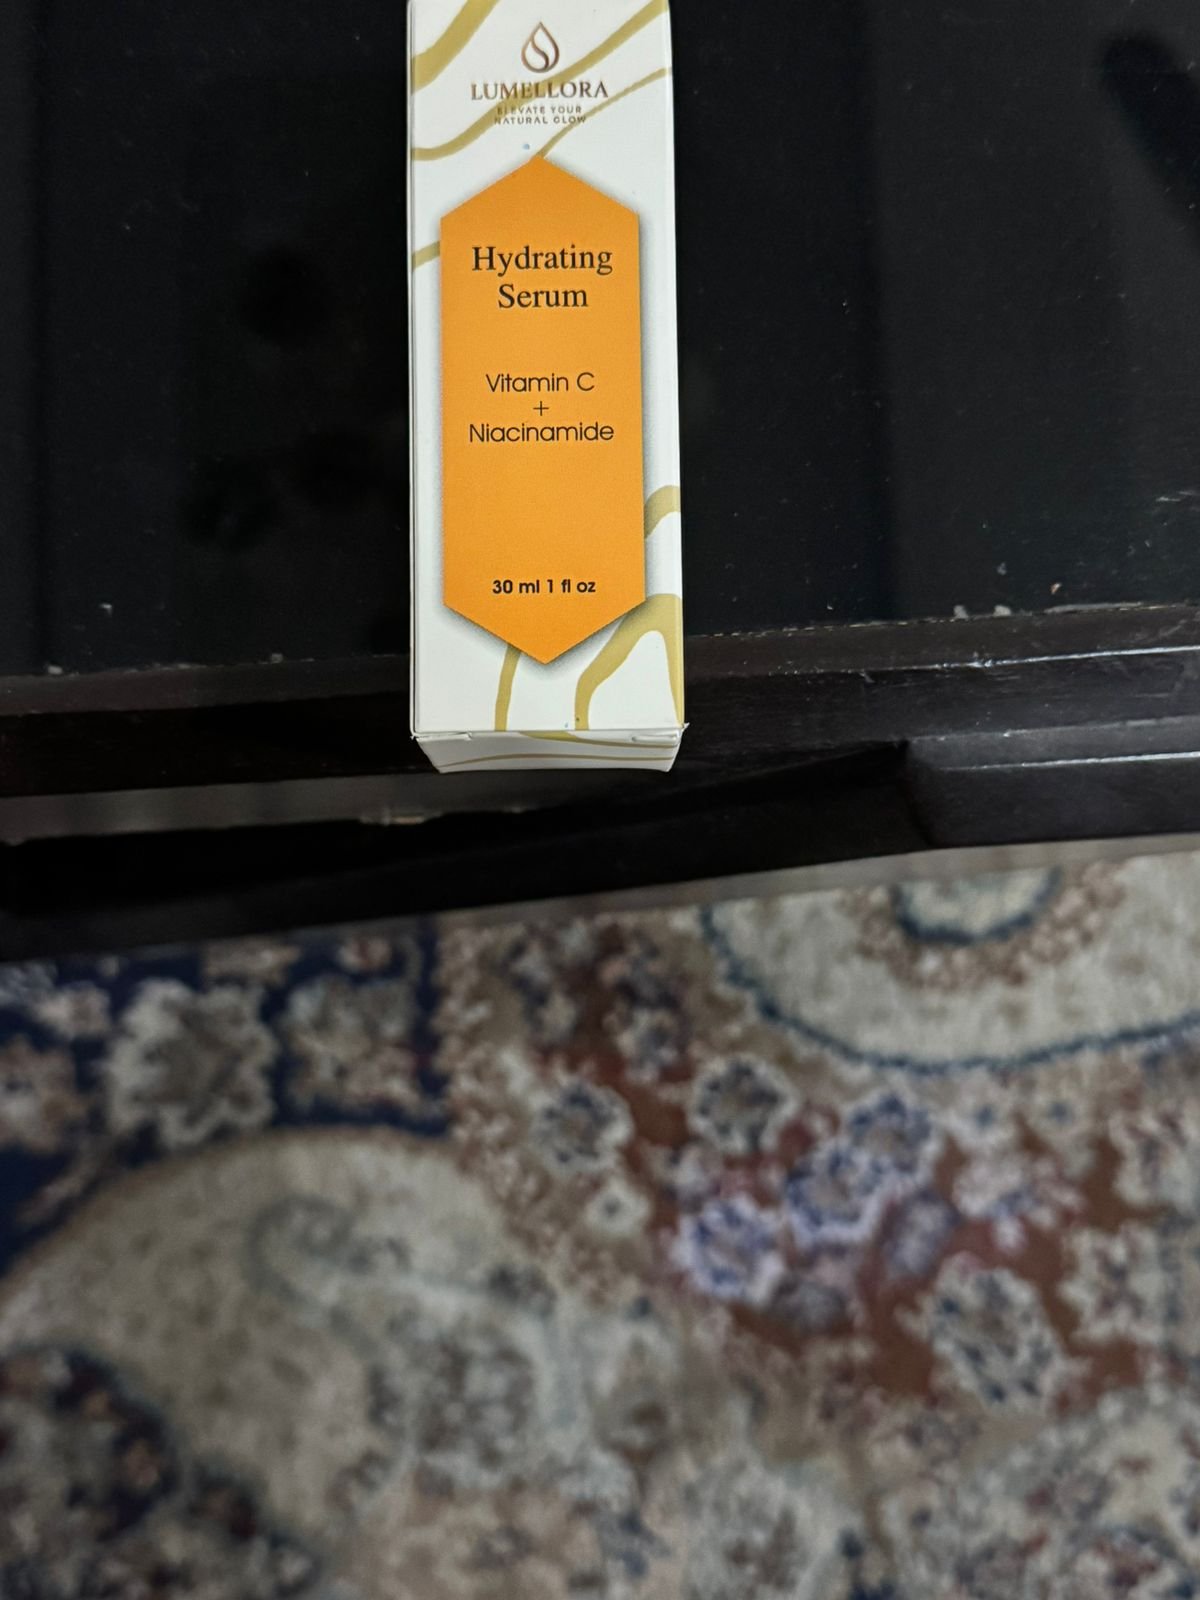 LUMELLORA
ELEVATE YOUR
NATURAL GLOW
Hydrating
Serum
Vitamin C
+
Niacinamide
30 ml 1 fl oz